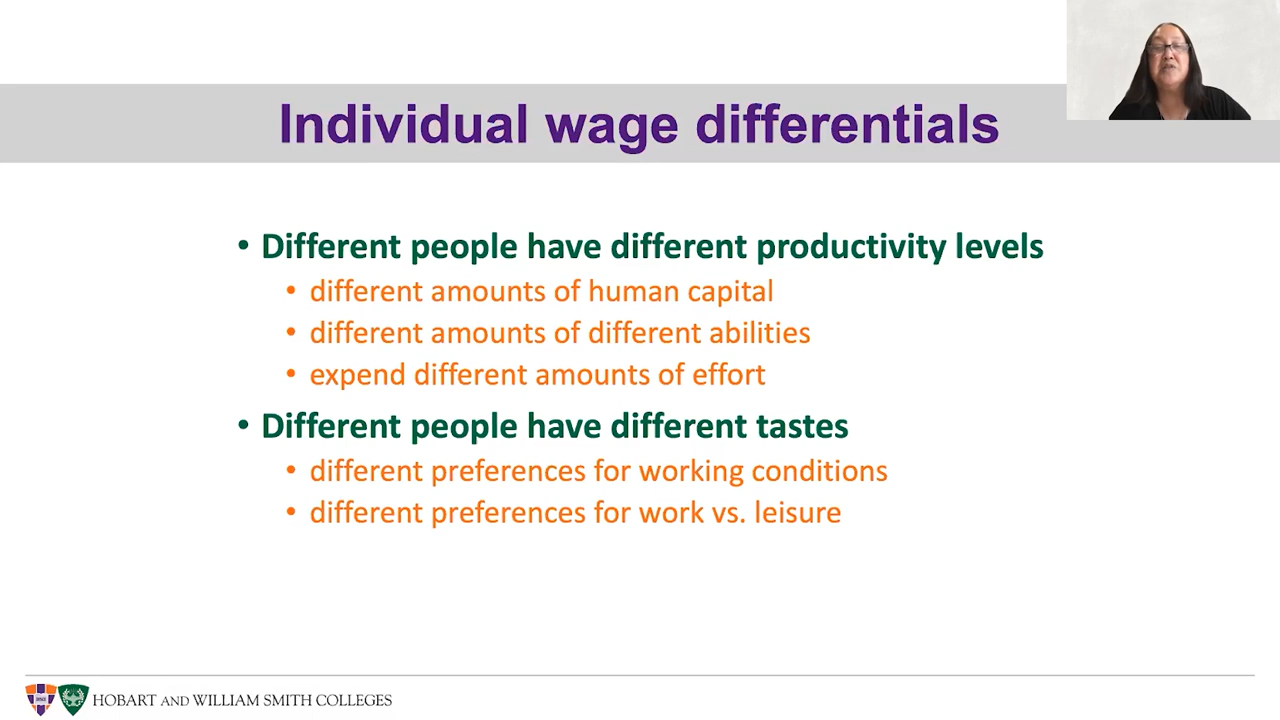 Individual wage differentials
• Different people have different productivity levels
• different amounts of human capital
• different amounts of different abilities
• expend different amounts of effort
• Different people have different tastes
• different preferences for working conditions
• different preferences for work vs. leisure
HOBART AND WILLIAM SMITH COLLEGES